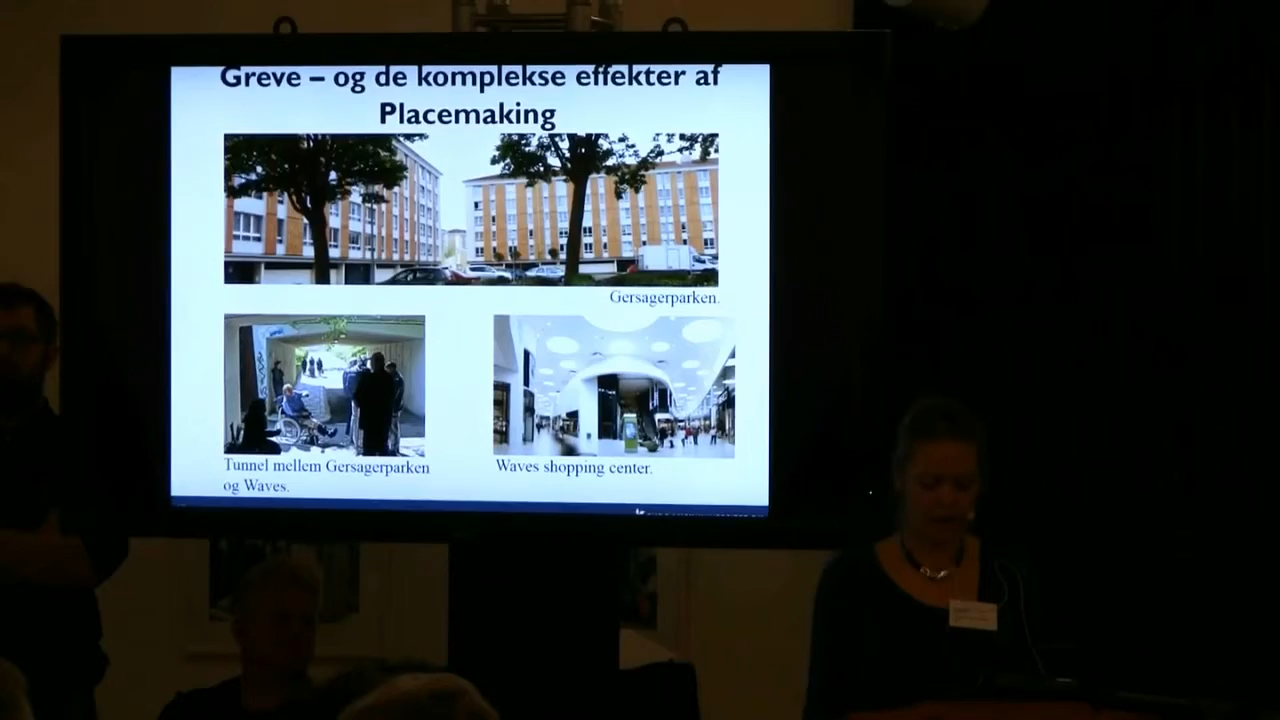 Greve – og de komplekse effekter af
Placemaking
Gersagerparken.
Tunnel mellem Gersagerparken
og Waves.
Waves shopping center.